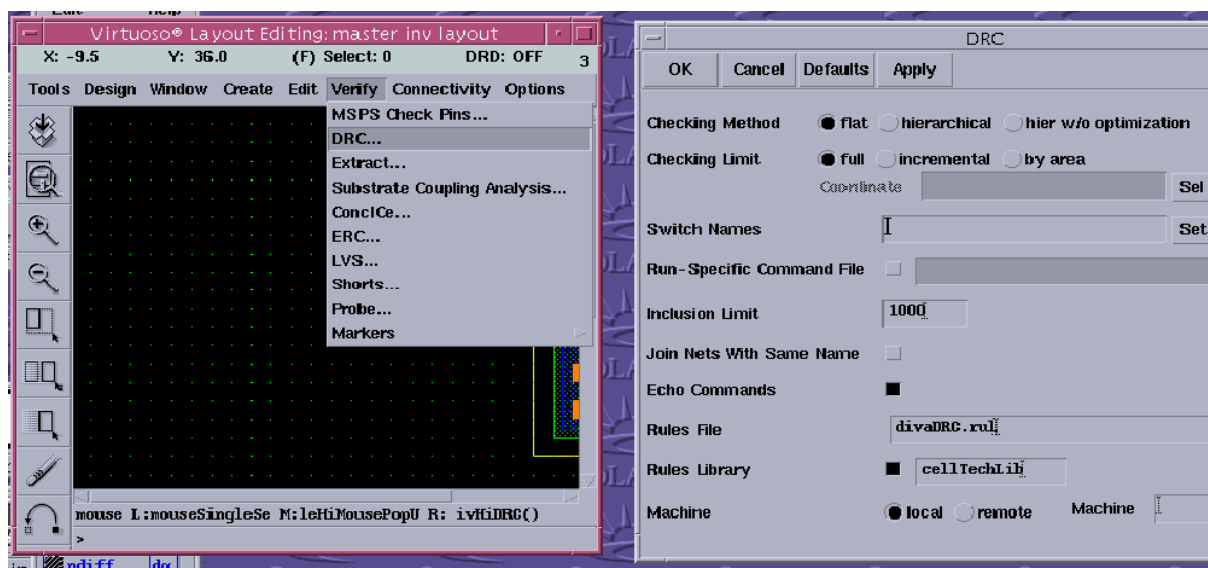 Virtuoso® Layout Editing: master inv layout
X: -9.5 Y: 36.0 (F) Select: 0 DRD: OFF 3
Tools Design Window Create Edit Verify Connectivity Options
MSPS Check Pins...
DRC...
Extract...
Substrate Coupling Analysis...
ConclCe...
ERC...
LVS...
Shorts...
Probe...
Markers
mouse L:mouseSingleSe M:leHiMousePopU R: ivHiDRC()
>
ndiff
DRC
OK Cancel Defaults Apply
Checking Method flat hierarchical hier w/o optimization
Checking Limit full incremental by area
Coordinate Sel
Switch Names Set
Run-Specific Command File
Inclusion Limit 1000
Join Nets With Same Name
Echo Commands
Rules File divaDRC.rul
Rules Library cellTechLib
Machine local remote Machine